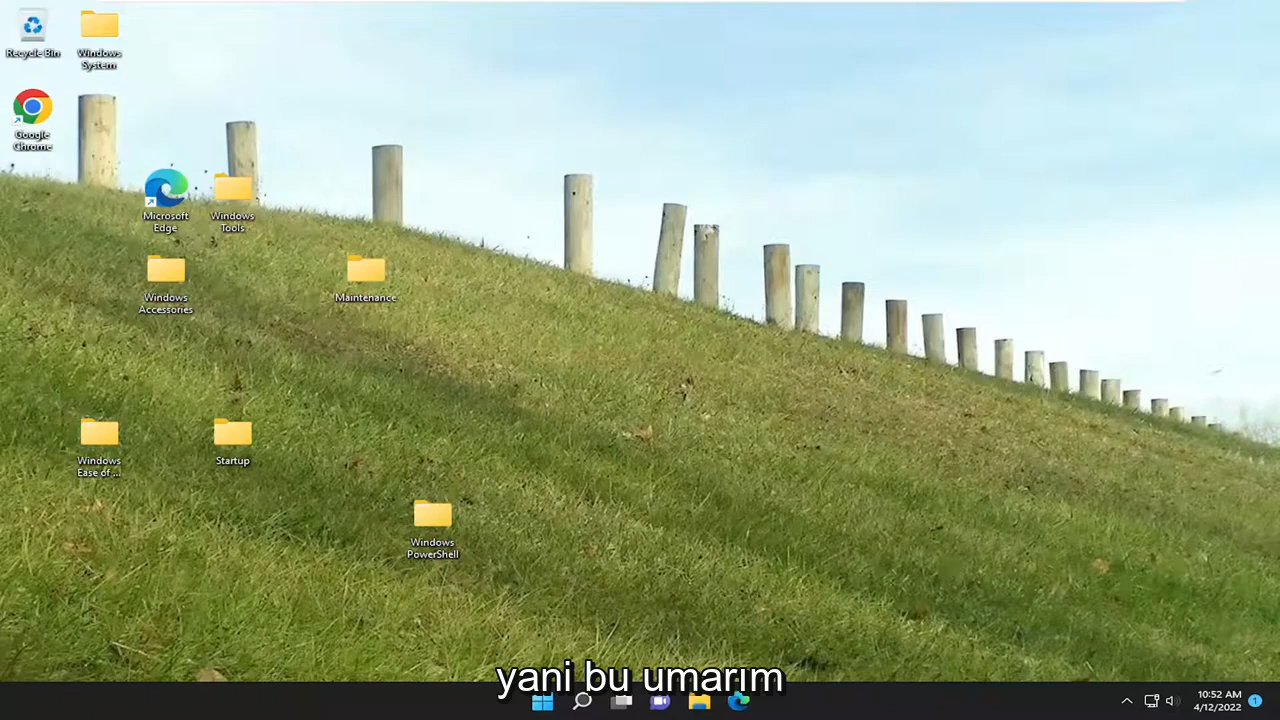 Recycle Bin
Windows
System
Google
Chrome
Microsoft
Edge
Windows
Tools
Windows
Accessories
Maintenance
Windows
Ease of ...
Startup
Windows
PowerShell
yani bu umarım
10:52 AM
4/12/2022
1